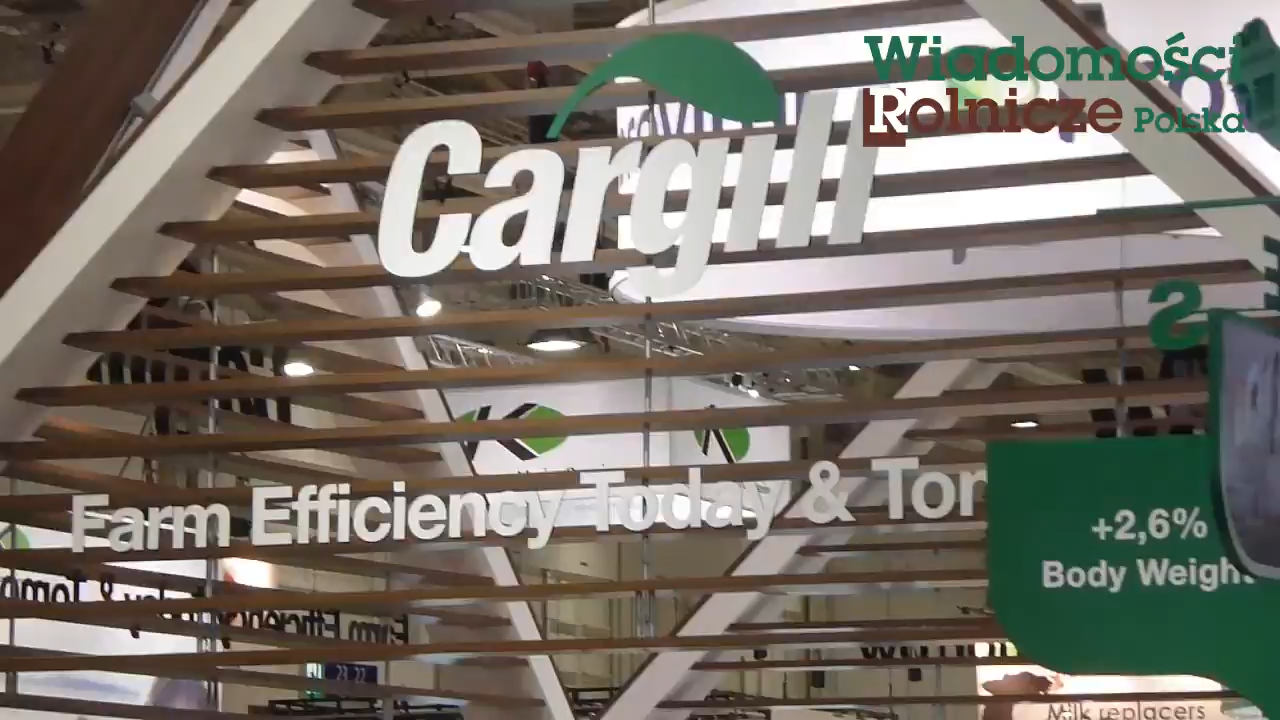 Wiadomości
Rolnicze Polska
Cargill
Farm Efficiency Today & Tor
+2,6%
Body Weight
Milk replacers